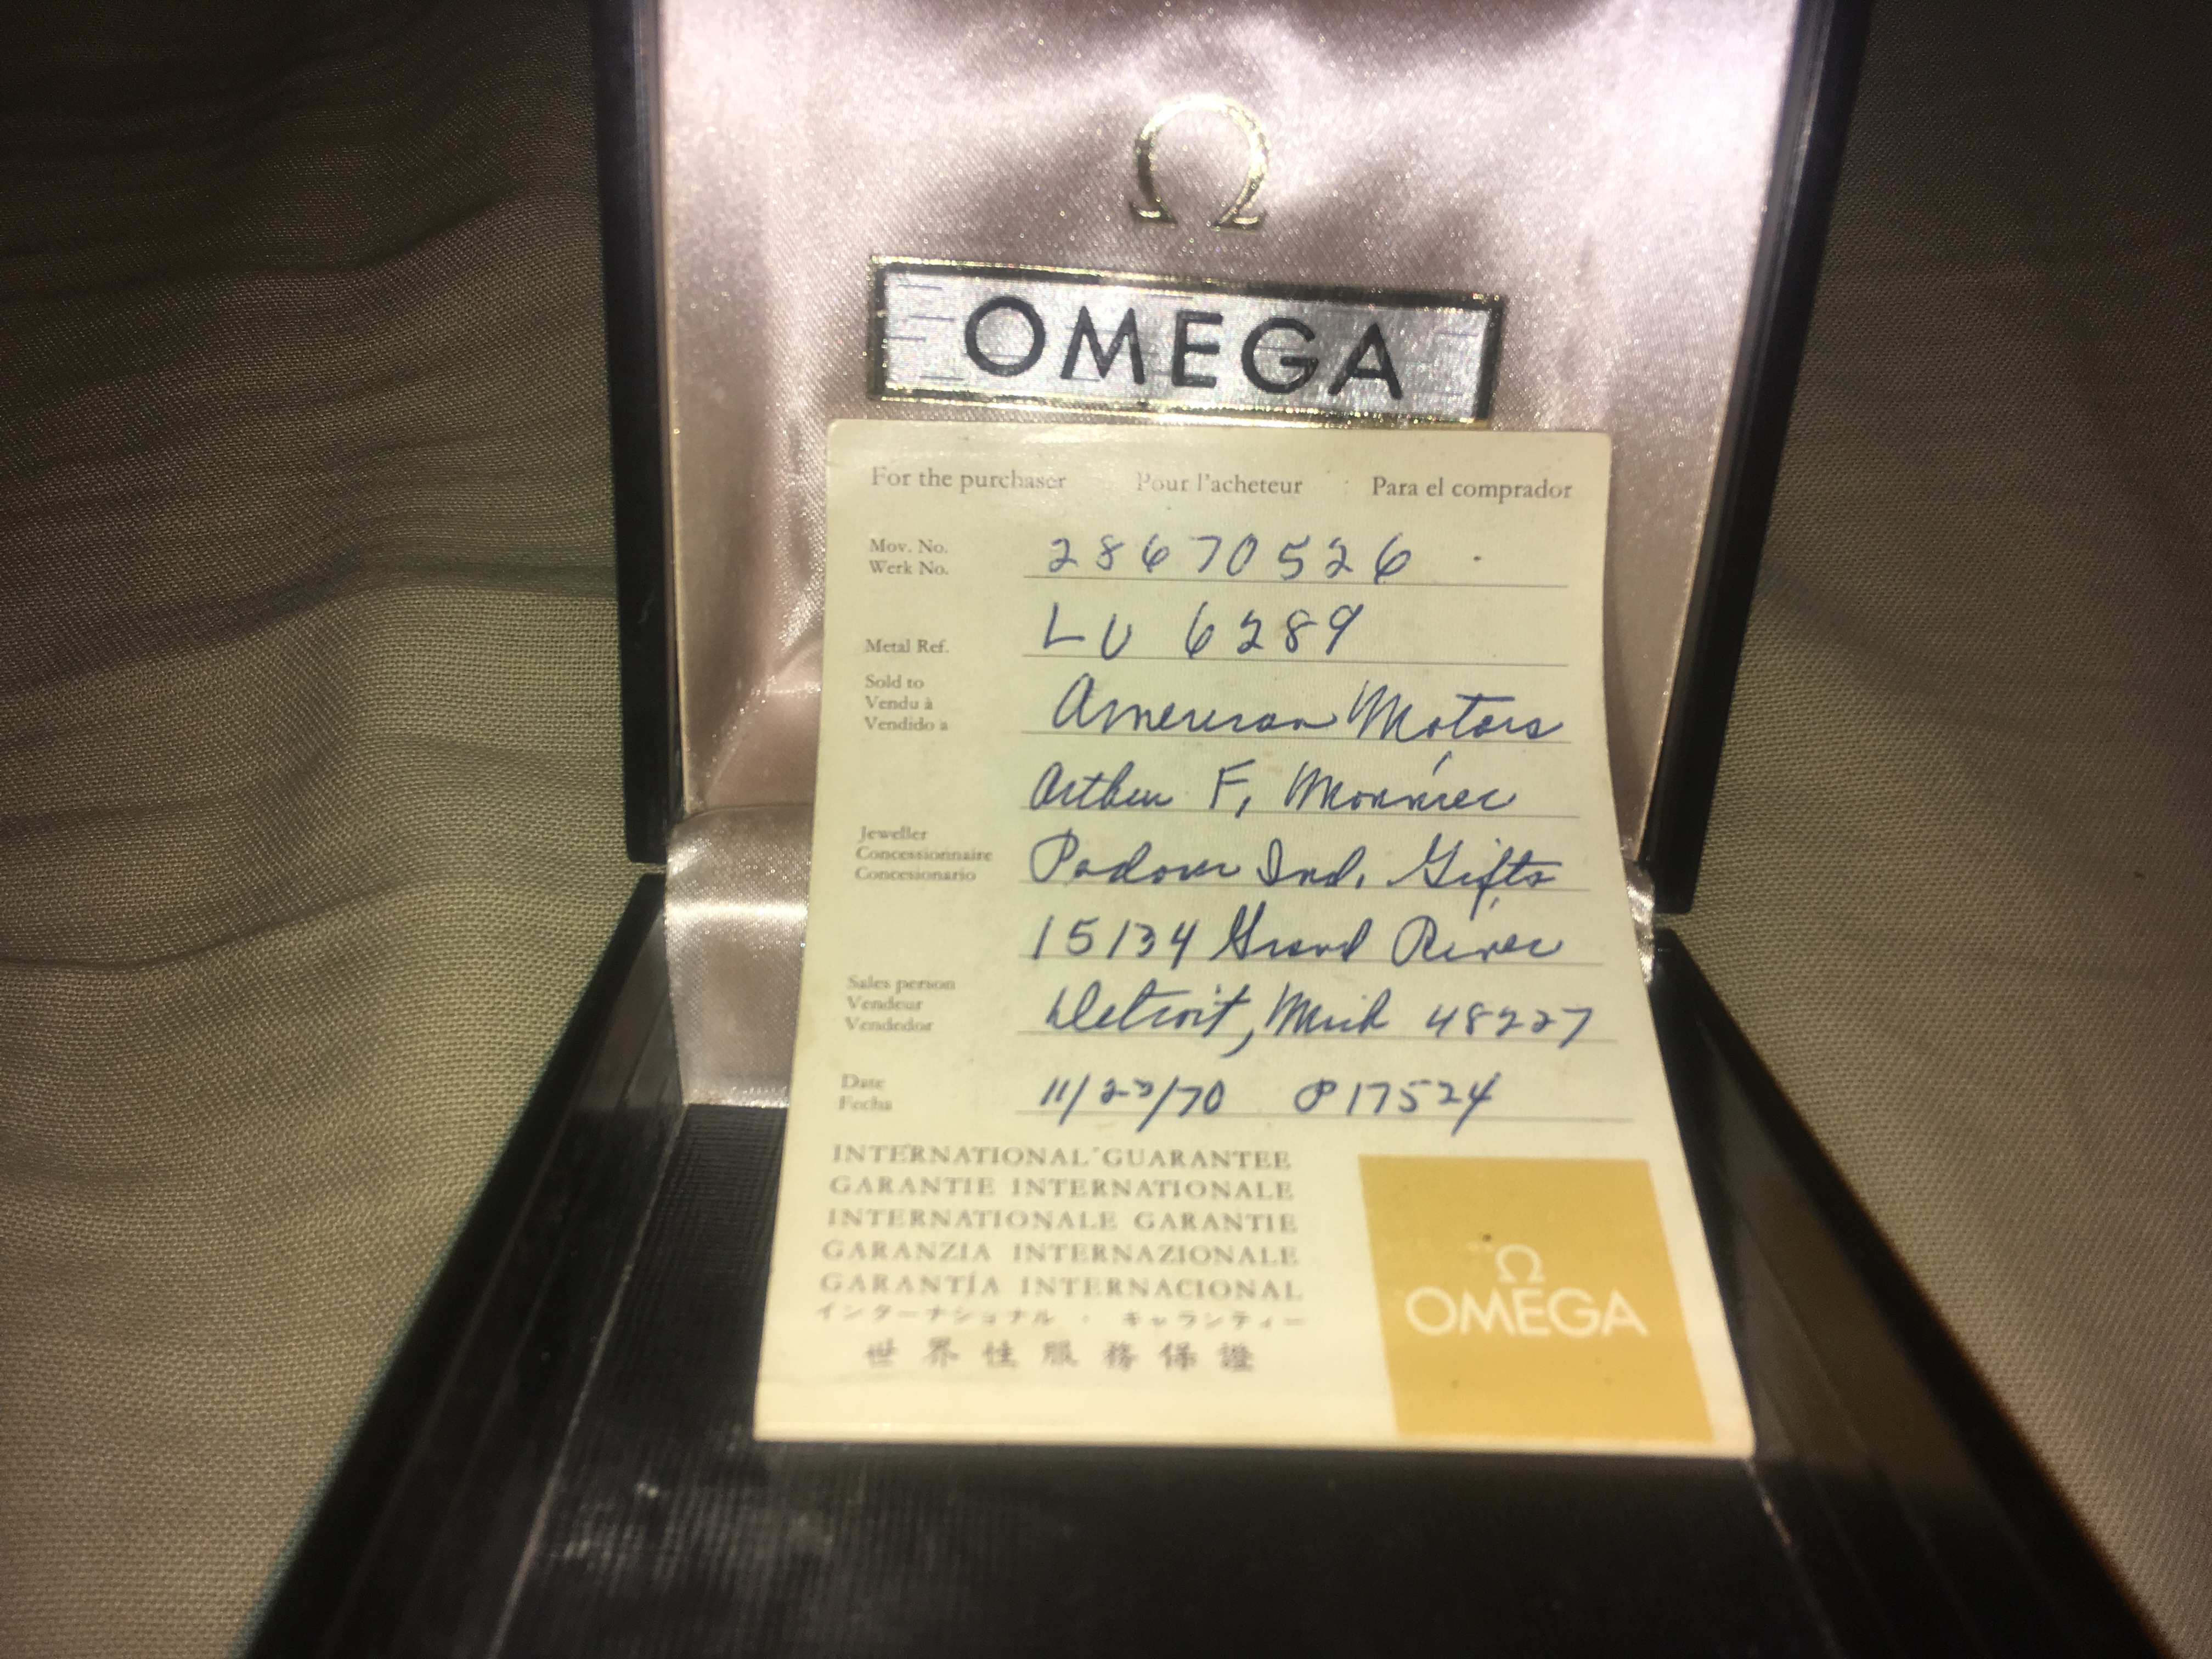 Ω
OMEGA
For the purchaser Pour l'acheteur Para el comprador
Mov. No. 28670526
Werk No.
Metal Ref. LU 6289
Sold to
Vendu à American Motors
Vendido a
Arthur F. 
Jeweller
Concessionnaire Padover Ind. Gifts
Concesionario
15134 Grand River
Sales person
Vendeur Detroit, Mich 48227
Vendedor
Date 11/23/70 P17524
Fecha
INTERNATIONAL GUARANTEE
GARANTIE INTERNATIONALE
INTERNATIONALE GARANTIE
GARANZIA INTERNAZIONALE
GARANTÍA INTERNACIONAL
インターナショナル・ギャランティー
世界性服務保證
Ω
OMEGA